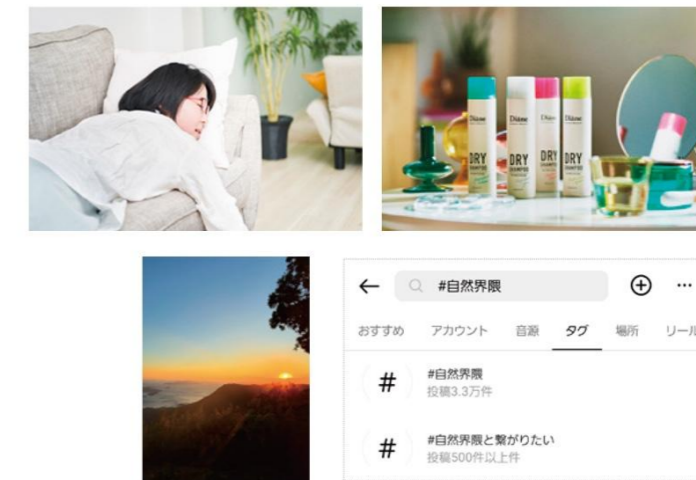 Diane
Diane
Diane
Diane
DRY
SHAMPOO
DRY
SHAMPOO
DRY
SHAMPOO
DRY
SHAMPOO
#自然界隈
おすすめ
アカウント
音源
タグ
場所
リール
#自然界隈
投稿3.3万件
#自然界隈と繋がりたい
投稿500件以上件